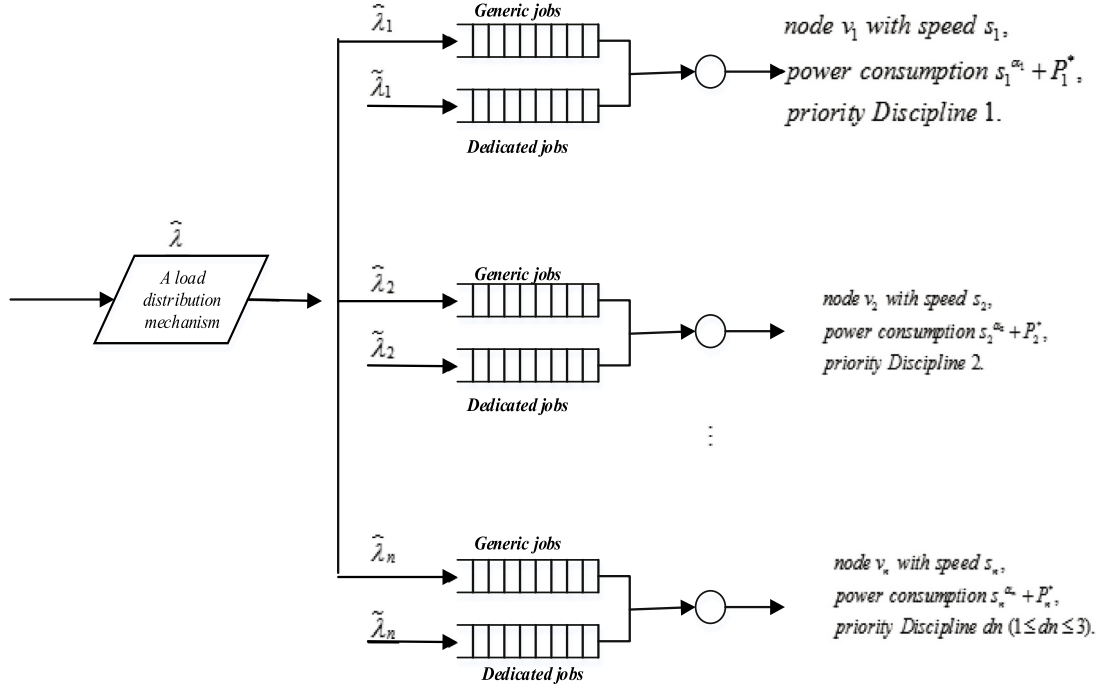 Generic jobs
λ̂₁
λ̃₁
Dedicated jobs
node v₁ with speed s₁,
power consumption s₁^α₁ + P₁*,
priority Discipline 1.
λ̂
A load
distribution
mechanism
Generic jobs
λ̂₂
λ̃₂
Dedicated jobs
node v₂ with speed s₂,
power consumption s₂^α₂ + P₂*,
priority Discipline 2.
⋮
Generic jobs
λ̂ₙ
λ̃ₙ
Dedicated jobs
node vₙ with speed sₙ,
power consumption sₙ^αₙ + Pₙ*,
priority Discipline dn (1≤dn≤3).